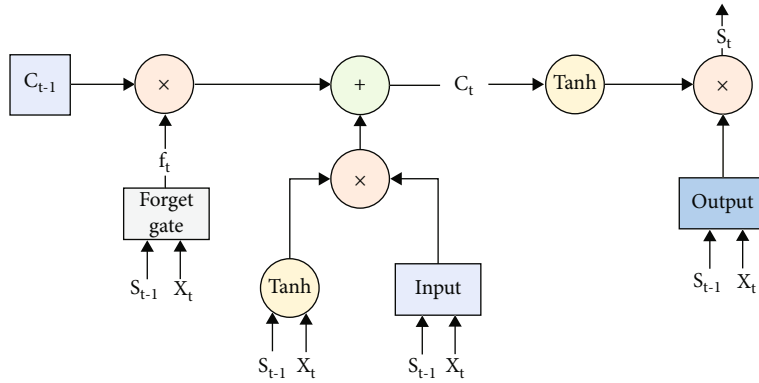 S_t
C_{t-1}
×
+
C_t
Tanh
×
f_t
×
Forget
gate
Output
S_{t-1} X_t
Tanh
Input
S_{t-1} X_t
S_{t-1} X_t
S_{t-1} X_t